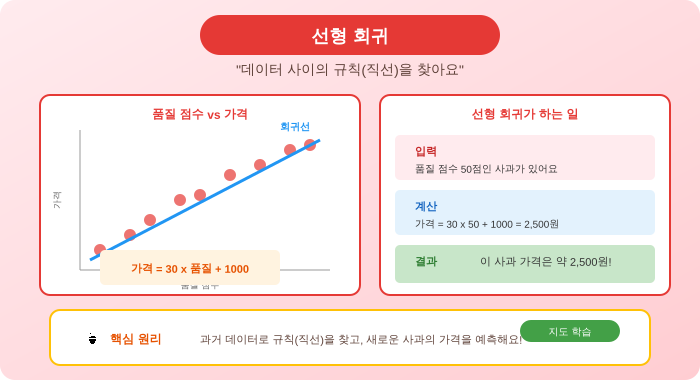 선형 회귀
"데이터 사이의 규칙(직선)을 찾아요"
품질 점수 vs 가격
회귀선
가격
가격 = 30 x 품질 + 1000
품질 점수
선형 회귀가 하는 일
입력
품질 점수 50점인 사과가 있어요
계산
가격 = 30 x 50 + 1000 = 2,500원
결과 이 사과 가격은 약 2,500원!
핵심 원리 과거 데이터로 규칙(직선)을 찾고, 새로운 사과의 가격을 예측해요!
지도 학습